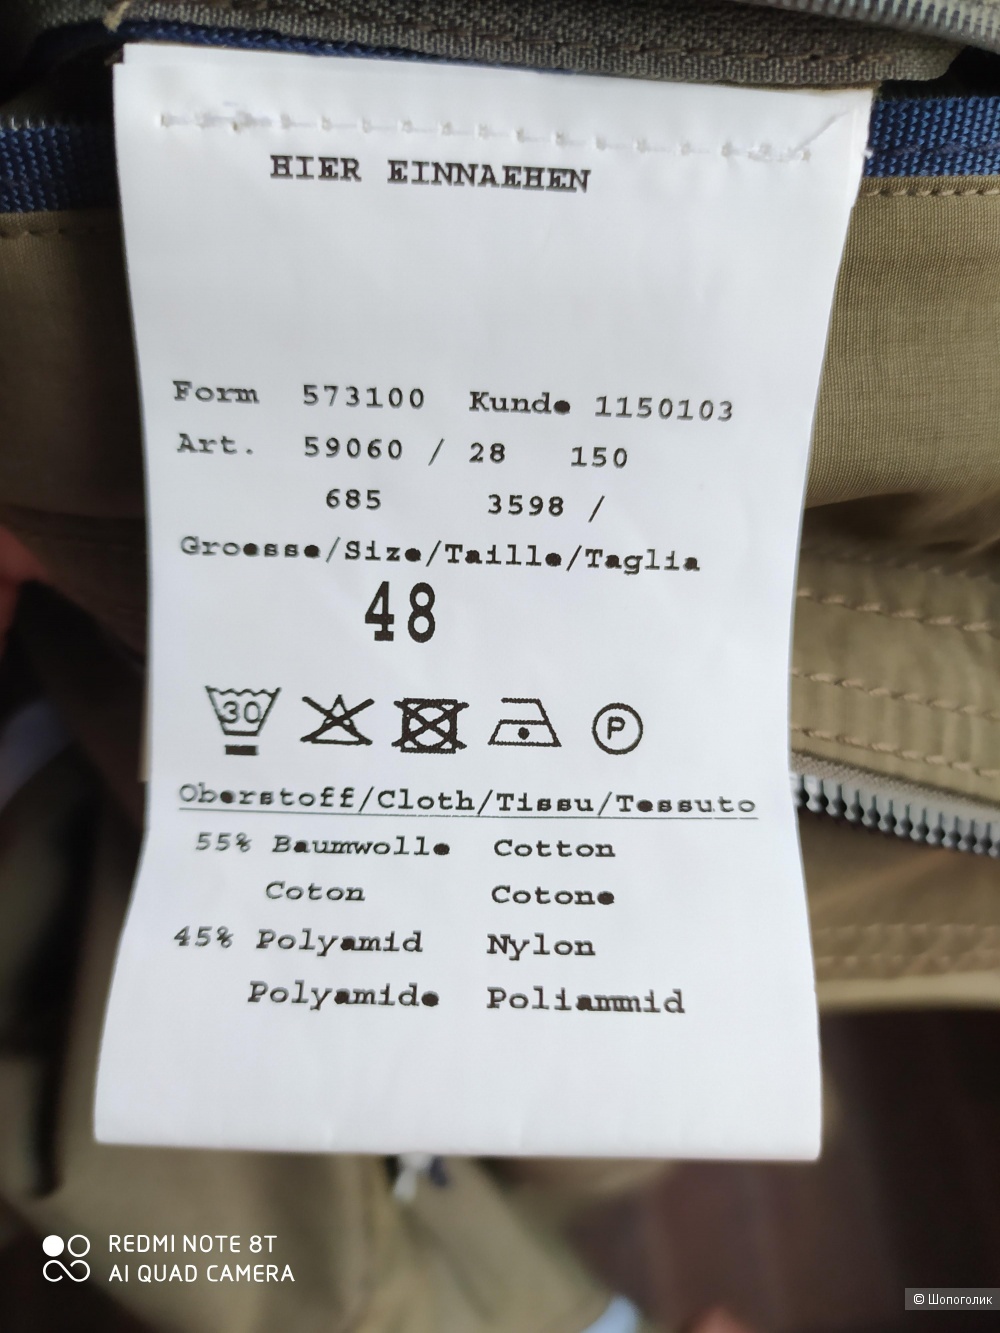 HIER EINNAEHEN
Form 573100 Kunde 1150103
Art. 59060 / 28 150
685 3598 /
Groesse/Size/Taille/Taglia
48
30 P
Oberstoff/Cloth/Tissu/Tessuto
55% Baumwolle Cotton
Coton Cotone
45% Polyamid Nylon
Polyamide Poliammid
REDMI NOTE 8T
AI QUAD CAMERA
© Шопоголик